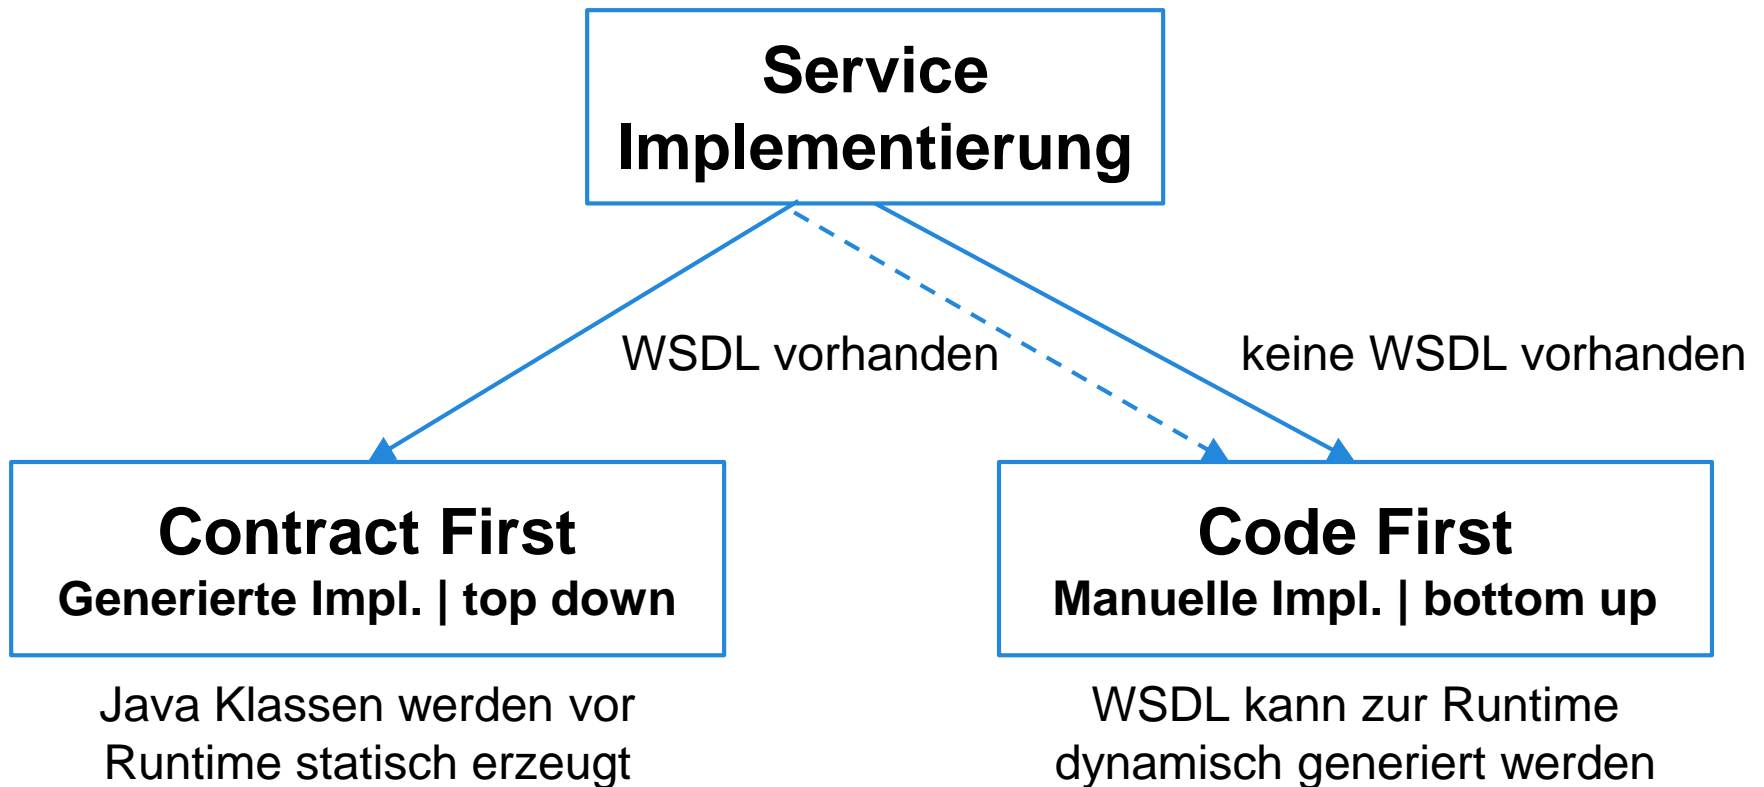 Service
Implementierung
WSDL vorhanden
keine WSDL vorhanden
Contract First
Generierte Impl. | top down
Code First
Manuelle Impl. | bottom up
Java Klassen werden vor
Runtime statisch erzeugt
WSDL kann zur Runtime
dynamisch generiert werden